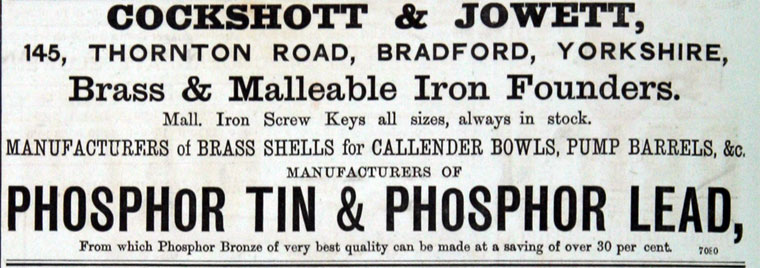 COCKSHOTT & JOWETT,
145, THORNTON ROAD, BRADFORD, YORKSHIRE,
Brass & Malleable Iron Founders.
Mall. Iron Screw Keys all sizes, always in stock.
MANUFACTURERS of BRASS SHELLS for CALLENDER BOWLS, PUMP BARRELS, &c.
MANUFACTURERS OF
PHOSPHOR TIN & PHOSPHOR LEAD,
From which Phosphor Bronze of very best quality can be made at a saving of over 30 per cent.